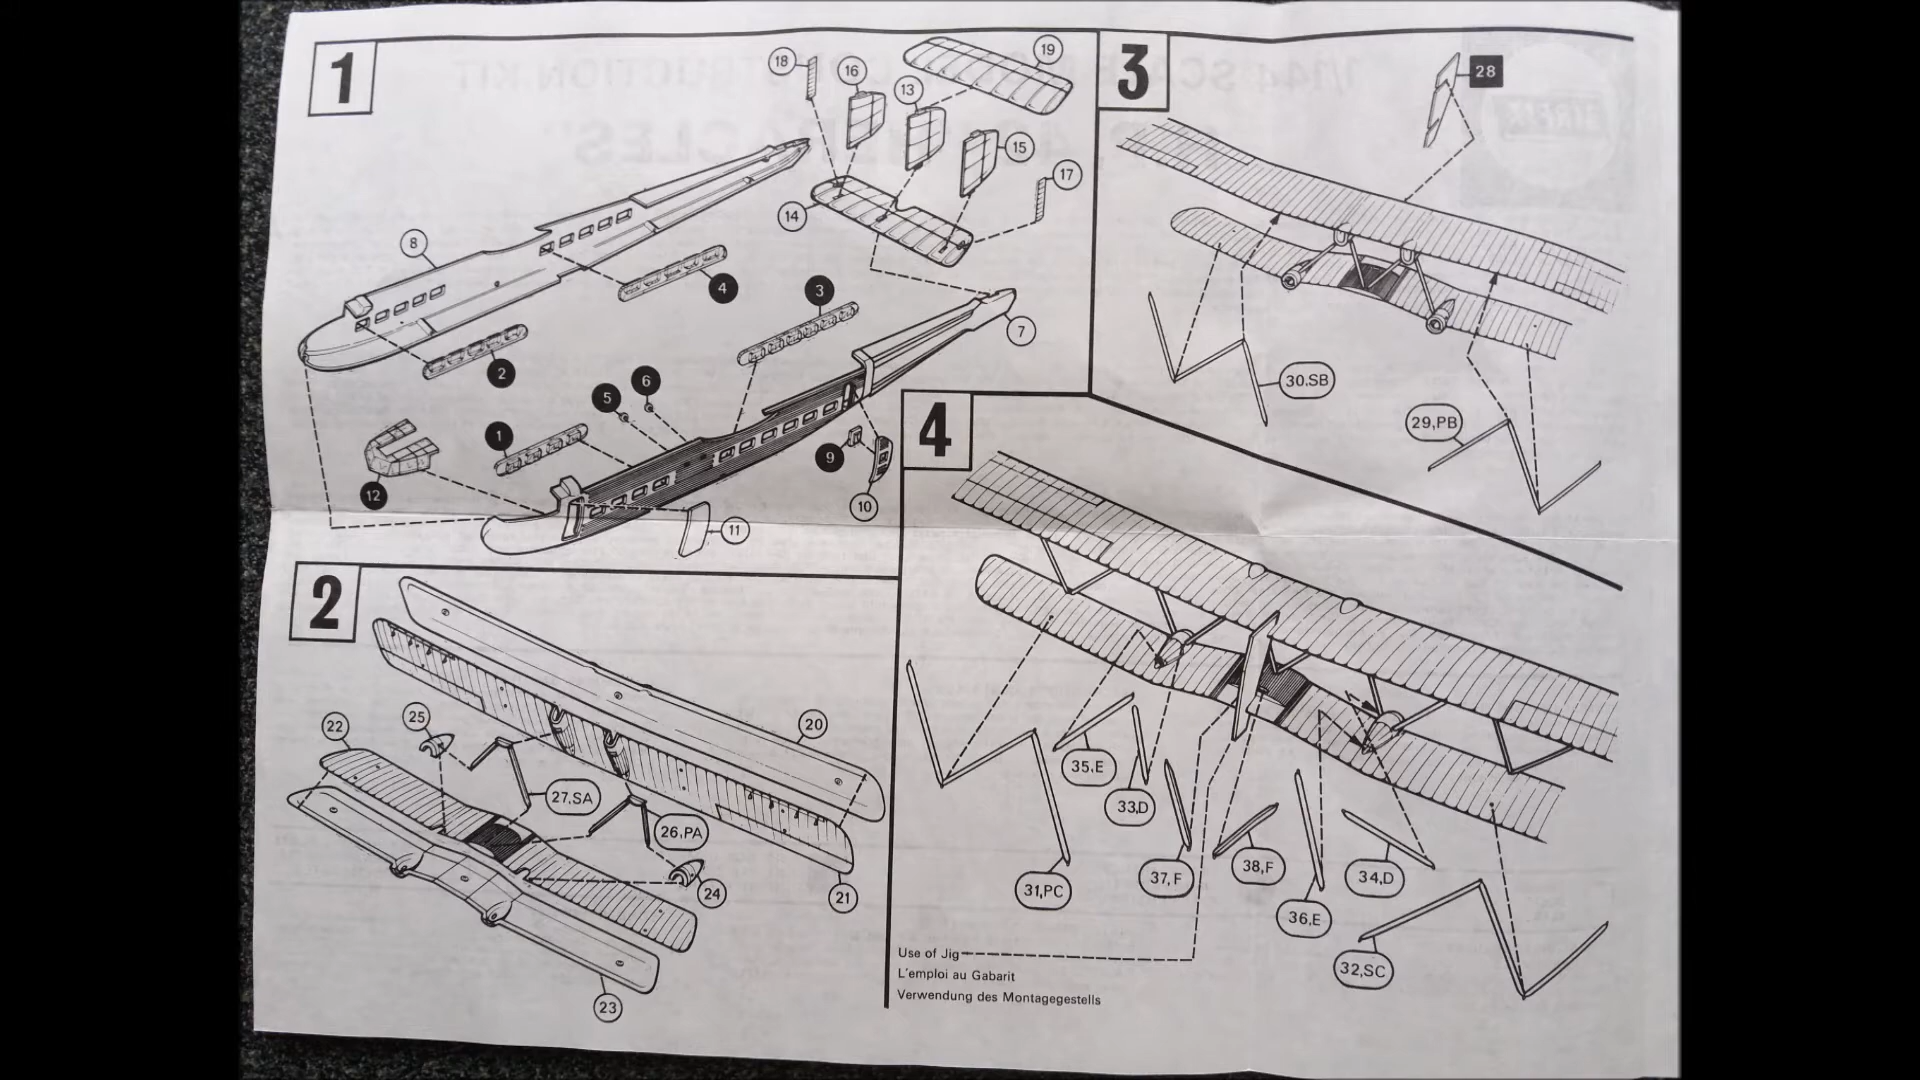 1
18
16
13
19
15
17
14
8
4
3
7
2
6
5
1
9
12
10
11
2
22
25
20
27.SA
26,PA
24
21
23
3
28
30.SB
29,PB
4
35.E
33,D
31,PC
37,F
38,F
36,E
34,D
32,SC
Use of Jig
L'emploi au Gabarit
Verwendung des Montagegestells